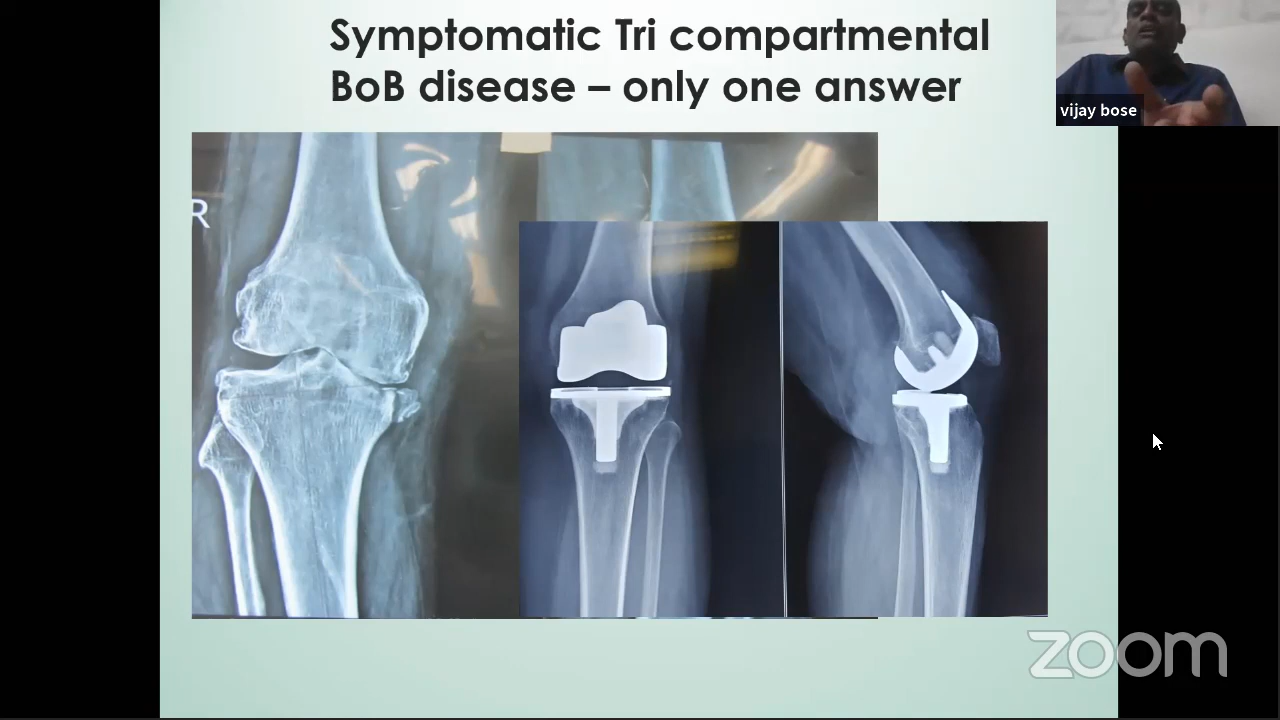 Symptomatic Tri compartmental
BoB disease – only one answer
vijay bose
R
zoom